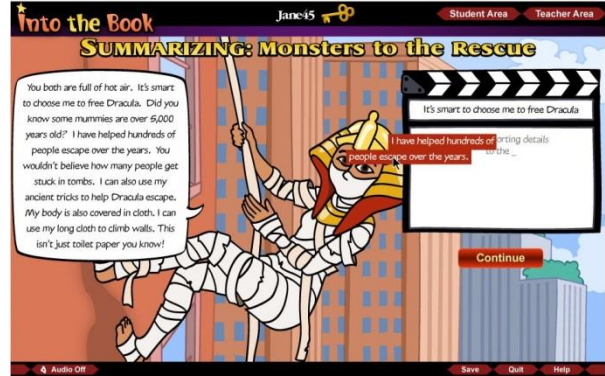 Into the Book
Jane45
Student Area
Teacher Area
SUMMARIZING: Monsters to the Rescue
You both are full of hot air. It's smart
to choose me to free Dracula. Did you
know some mummies are over 5,000
years old? I have helped hundreds of
people escape over the years. You
wouldn't believe how many people get
stuck in tombs. I can also use my
ancient tricks to help Dracula escape.
My body is also covered in cloth. I can
use my long cloth to climb walls. This
isn't just toilet paper you know!
It's smart to choose me to free Dracula
I have helped hundreds of
people escape over the years.
orting details
to the _
Continue
Audio Off
Save
Quit
Help